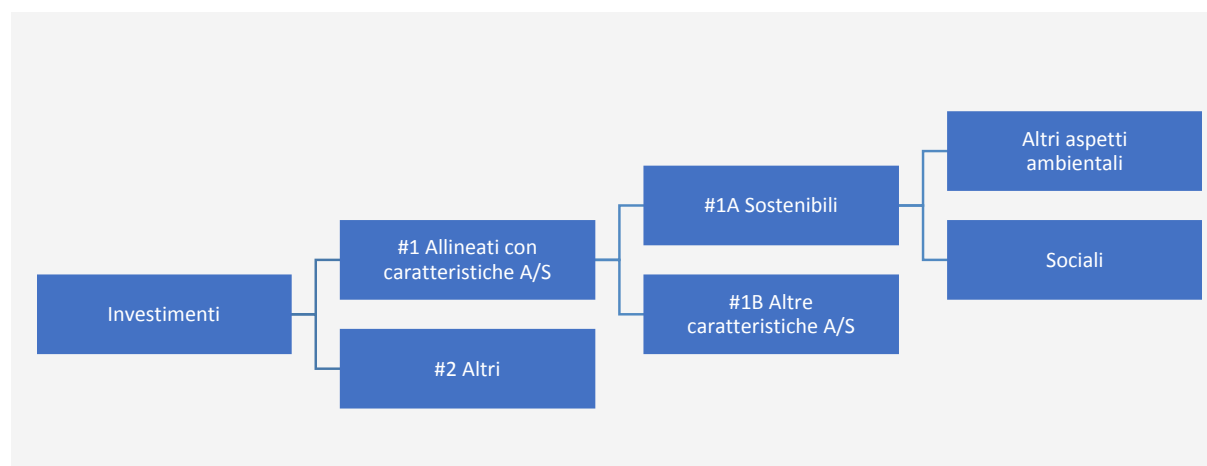 Investimenti
#1 Allineati con
caratteristiche A/S
#2 Altri
#1A Sostenibili
#1B Altre
caratteristiche A/S
Altri aspetti
ambientali
Sociali